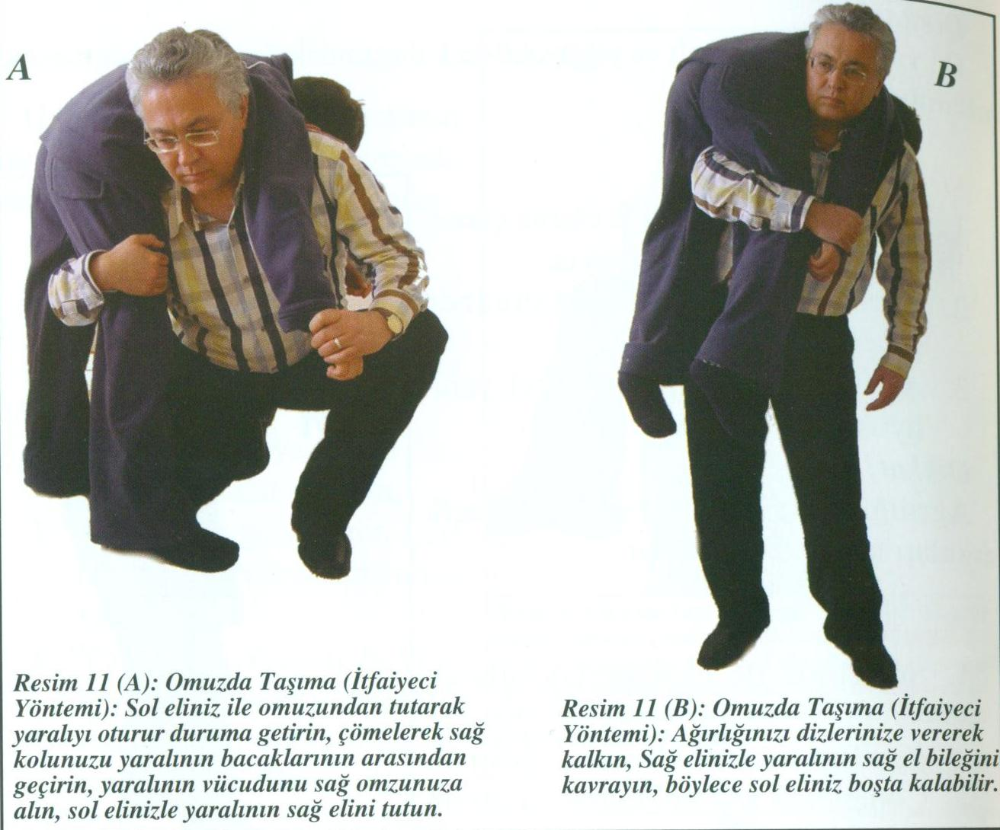 A
B
Resim 11 (A): Omuzda Taşıma (İtfaiyeci
Yöntemi): Sol eliniz ile omuzundan tutarak
yaralıyı oturur duruma getirin, çömelerek sağ
kolunuzu yaralının bacaklarının arasından
geçirin, yaralının vücudunu sağ omzunuza
alın, sol elinizle yaralının sağ elini tutun.
Resim 11 (B): Omuzda Taşıma (İtfaiyeci
Yöntemi): Ağırlığınızı dizlerinize vererek
kalkın, Sağ elinizle yaralının sağ el bileğini
kavrayın, böylece sol eliniz boşta kalabilir.